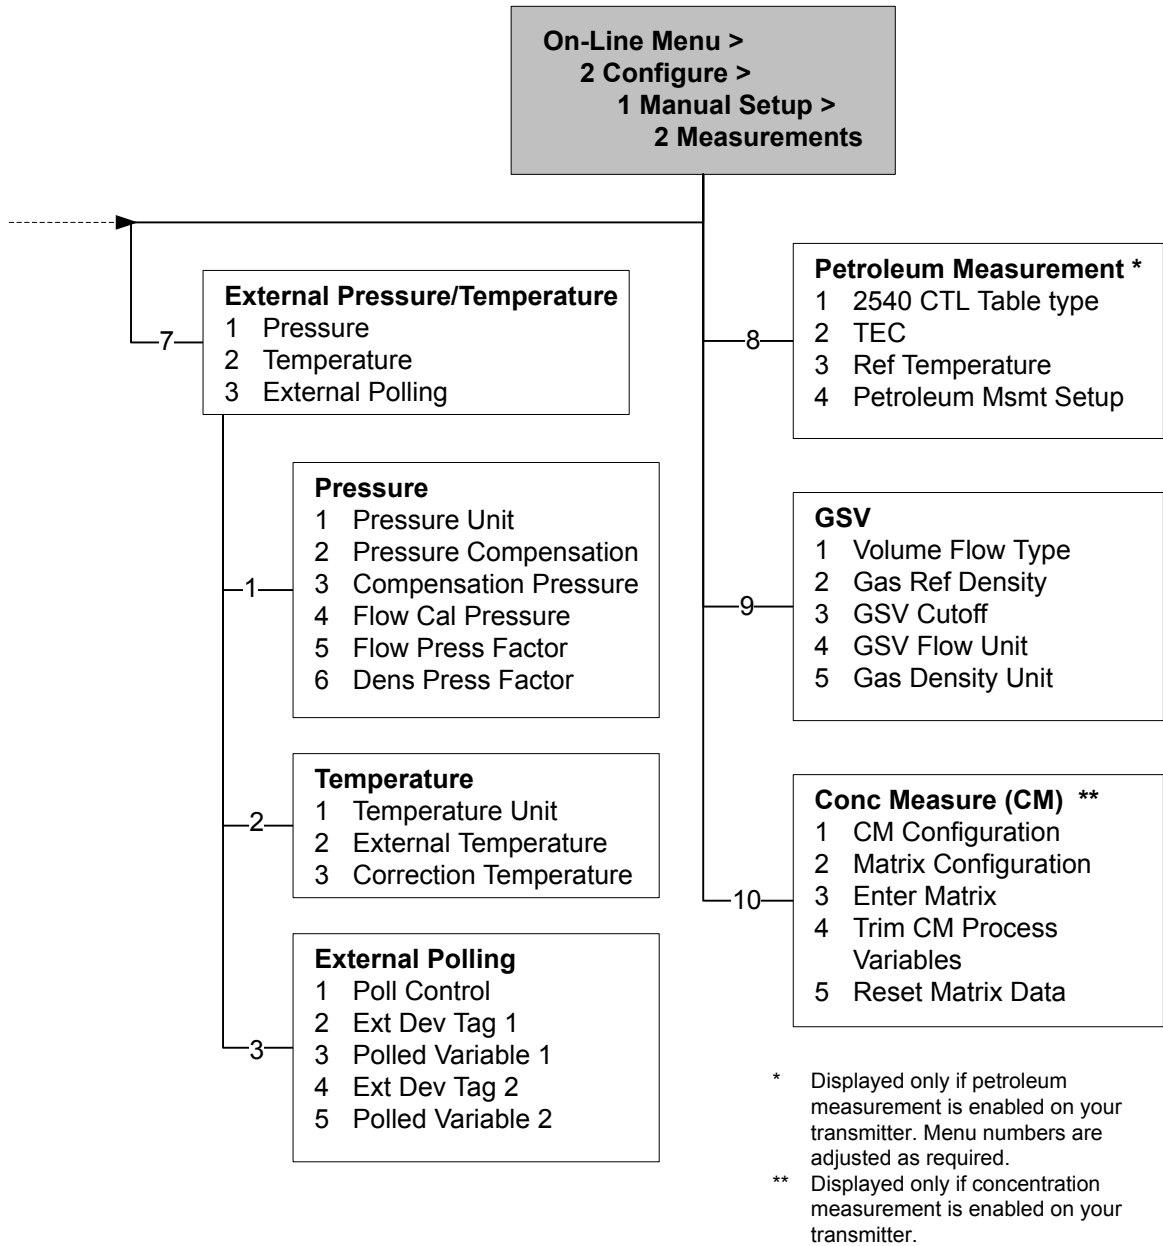 On-Line Menu >
2 Configure >
1 Manual Setup >
2 Measurements
7
External Pressure/Temperature
1 Pressure
2 Temperature
3 External Polling
1
Pressure
1 Pressure Unit
2 Pressure Compensation
3 Compensation Pressure
4 Flow Cal Pressure
5 Flow Press Factor
6 Dens Press Factor
2
Temperature
1 Temperature Unit
2 External Temperature
3 Correction Temperature
3
External Polling
1 Poll Control
2 Ext Dev Tag 1
3 Polled Variable 1
4 Ext Dev Tag 2
5 Polled Variable 2
8
Petroleum Measurement *
1 2540 CTL Table type
2 TEC
3 Ref Temperature
4 Petroleum Msmt Setup
9
GSV
1 Volume Flow Type
2 Gas Ref Density
3 GSV Cutoff
4 GSV Flow Unit
5 Gas Density Unit
10
Conc Measure (CM) **
1 CM Configuration
2 Matrix Configuration
3 Enter Matrix
4 Trim CM Process
Variables
5 Reset Matrix Data
* Displayed only if petroleum
measurement is enabled on your
transmitter. Menu numbers are
adjusted as required.
** Displayed only if concentration
measurement is enabled on your
transmitter.